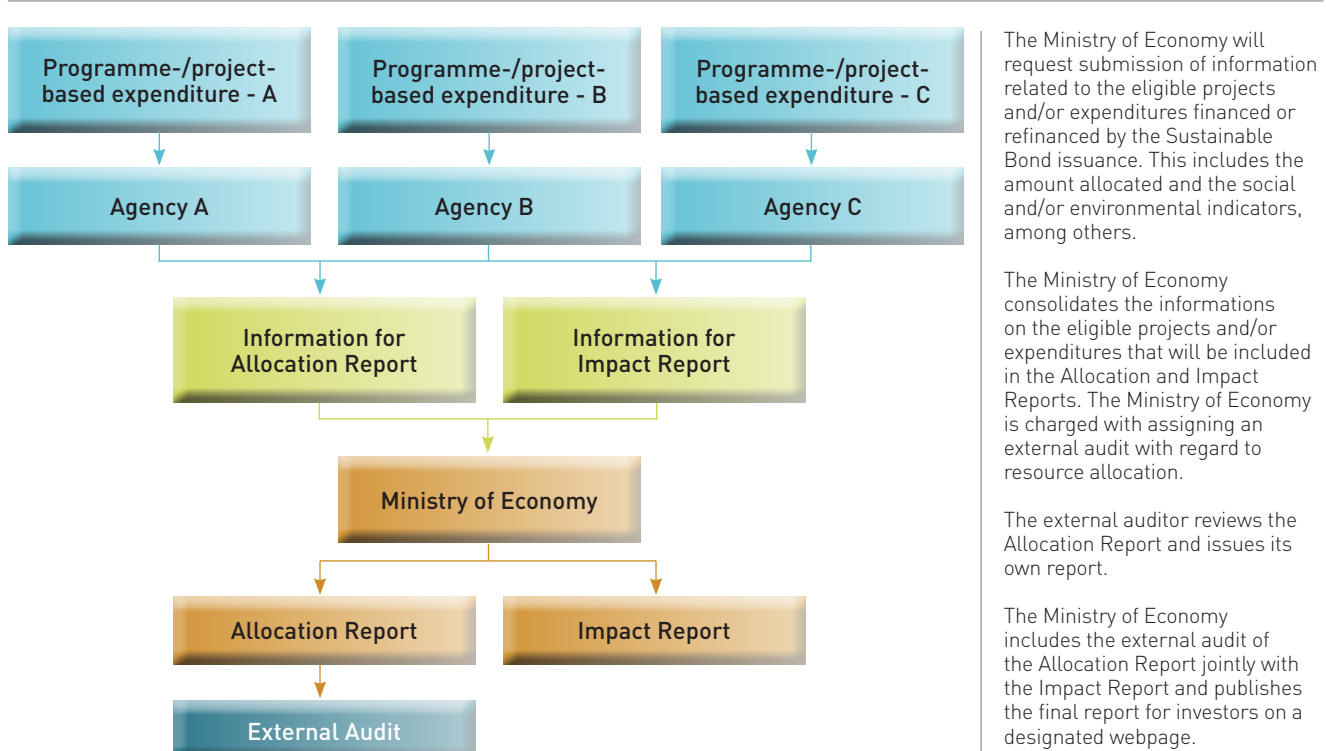 Programme-/project-
based expenditure - A
Programme-/project-
based expenditure - B
Programme-/project-
based expenditure - C
Agency A
Agency B
Agency C
Information for
Allocation Report
Information for
Impact Report
Ministry of Economy
Allocation Report
Impact Report
External Audit
The Ministry of Economy will
request submission of information
related to the eligible projects
and/or expenditures financed or
refinanced by the Sustainable
Bond issuance. This includes the
amount allocated and the social
and/or environmental indicators,
among others.
The Ministry of Economy
consolidates the informations
on the eligible projects and/or
expenditures that will be included
in the Allocation and Impact
Reports. The Ministry of Economy
is charged with assigning an
external audit with regard to
resource allocation.
The external auditor reviews the
Allocation Report and issues its
own report.
The Ministry of Economy
includes the external audit of
the Allocation Report jointly with
the Impact Report and publishes
the final report for investors on a
designated webpage.